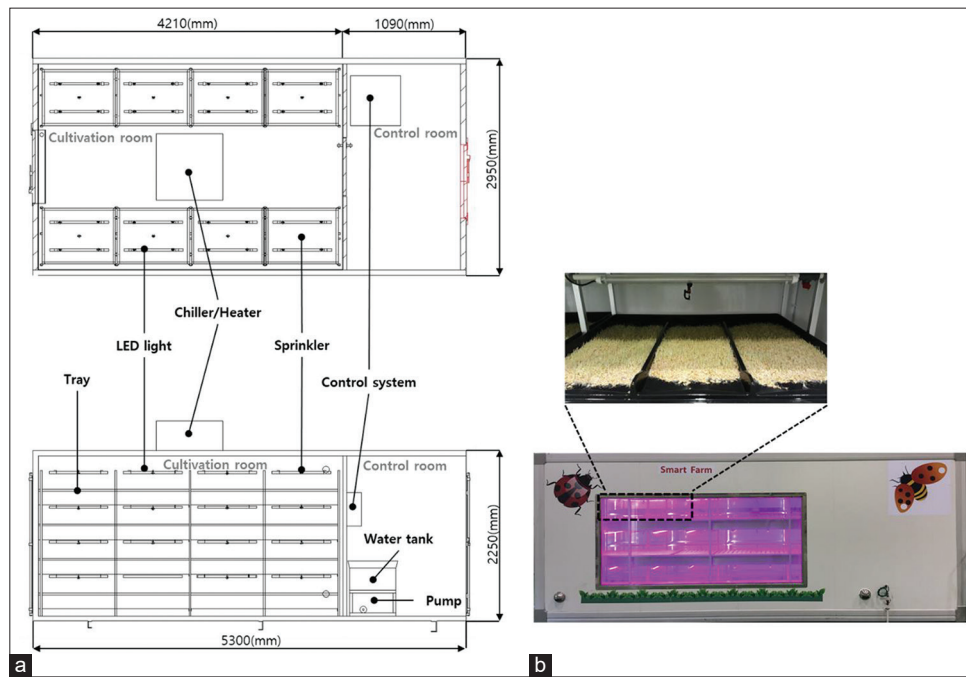 4210(mm)
1090(mm)
Cultivation room
Control room
2950(mm)
Chiller/Heater
LED light
Sprinkler
Tray
Control system
Cultivation room
Control room
Water tank
Pump
2250(mm)
5300(mm)
a
Smart Farm
b